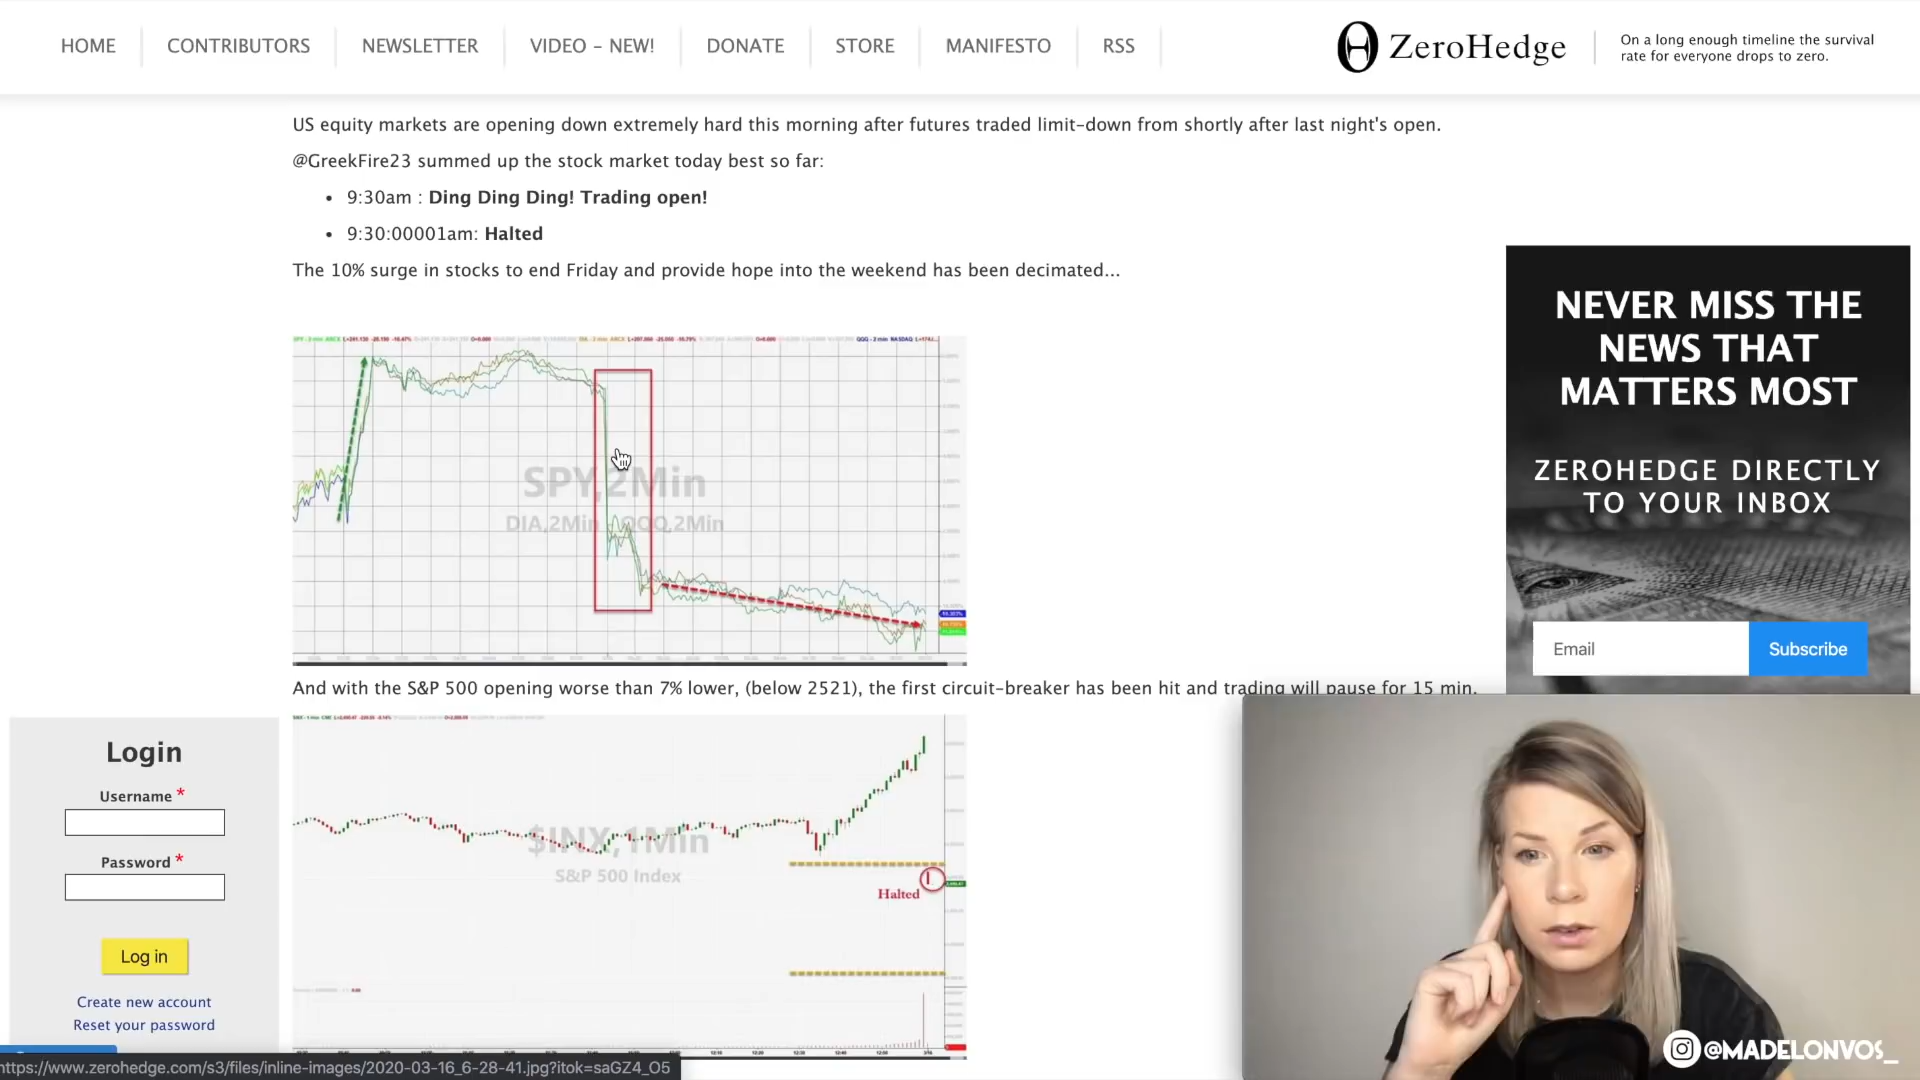 HOME
CONTRIBUTORS
NEWSLETTER
VIDEO – NEW!
DONATE
STORE
MANIFESTO
RSS
ZeroHedge
On a long enough timeline the survival
rate for everyone drops to zero.
US equity markets are opening down extremely hard this morning after futures traded limit-down from shortly after last night's open.
@GreekFire23 summed up the stock market today best so far:
• 9:30am : Ding Ding Ding! Trading open!
• 9:30:00001am: Halted
The 10% surge in stocks to end Friday and provide hope into the weekend has been decimated...
SPY,2Min
DIA,2Min
QQQ,2Min
And with the S&P 500 opening worse than 7% lower, (below 2521), the first circuit-breaker has been hit and trading will pause for 15 min.
$INX,1Min
S&P 500 Index
Halted
NEVER MISS THE
NEWS THAT
MATTERS MOST
ZEROHEDGE DIRECTLY
TO YOUR INBOX
Email
Subscribe
Login
Username *
Password *
Log in
Create new account
Reset your password
https://www.zerohedge.com/s3/files/inline-images/2020-03-16_6-28-41.jpg?itok=saGZ4_O5
@MADELONVOS_